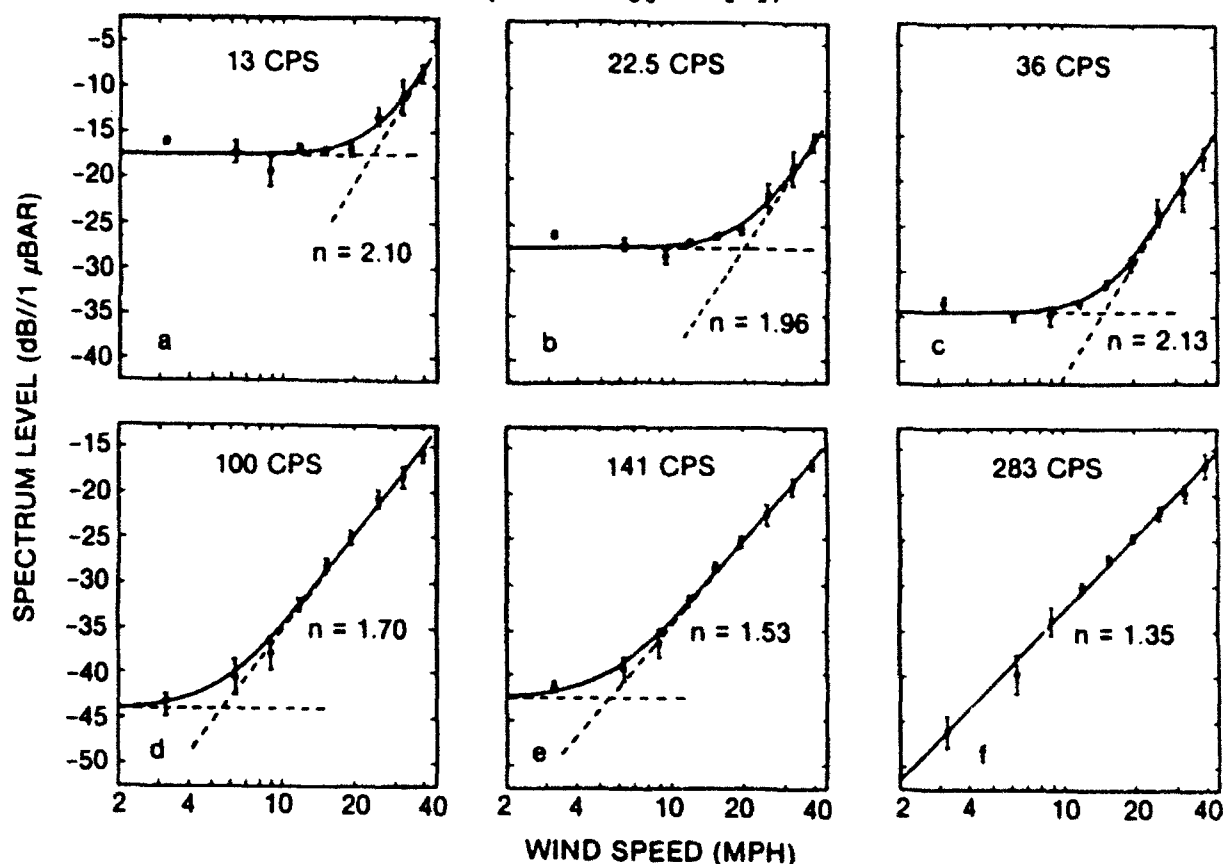 -5
-10
-15
-20
-25
-30
-35
-40
13 CPS
n = 2.10
a
22.5 CPS
n = 1.96
b
36 CPS
n = 2.13
c
SPECTRUM LEVEL (dB//1 μBAR)
-15
-20
-25
-30
-35
-40
-45
-50
100 CPS
n = 1.70
d
141 CPS
n = 1.53
e
283 CPS
n = 1.35
f
2 4 10 20 40
2 4 10 20 40
2 4 10 20 40
WIND SPEED (MPH)